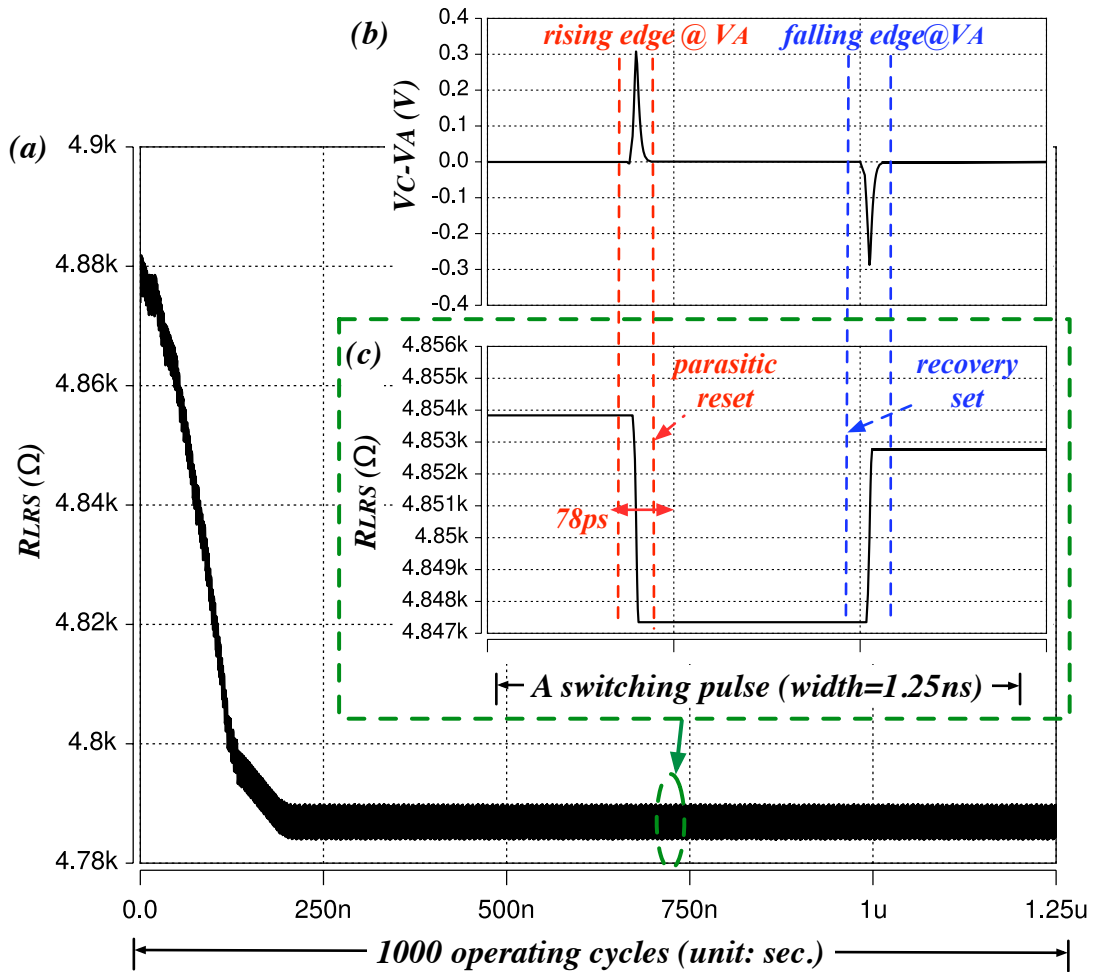 (b)
0.4
0.3
0.2
0.1
0.0
-0.1
-0.2
-0.3
-0.4
VC-VA (V)
rising edge @ VA
falling edge@VA
(a)
4.9k
4.88k
4.86k
4.84k
4.82k
4.8k
4.78k
RLRS (Ω)
(c)
4.856k
4.855k
4.854k
4.853k
4.852k
4.851k
4.85k
4.849k
4.848k
4.847k
RLRS (Ω)
parasitic
reset
recovery
set
78ps
A switching pulse (width=1.25ns)
0.0
250n
500n
750n
1u
1.25u
1000 operating cycles (unit: sec.)